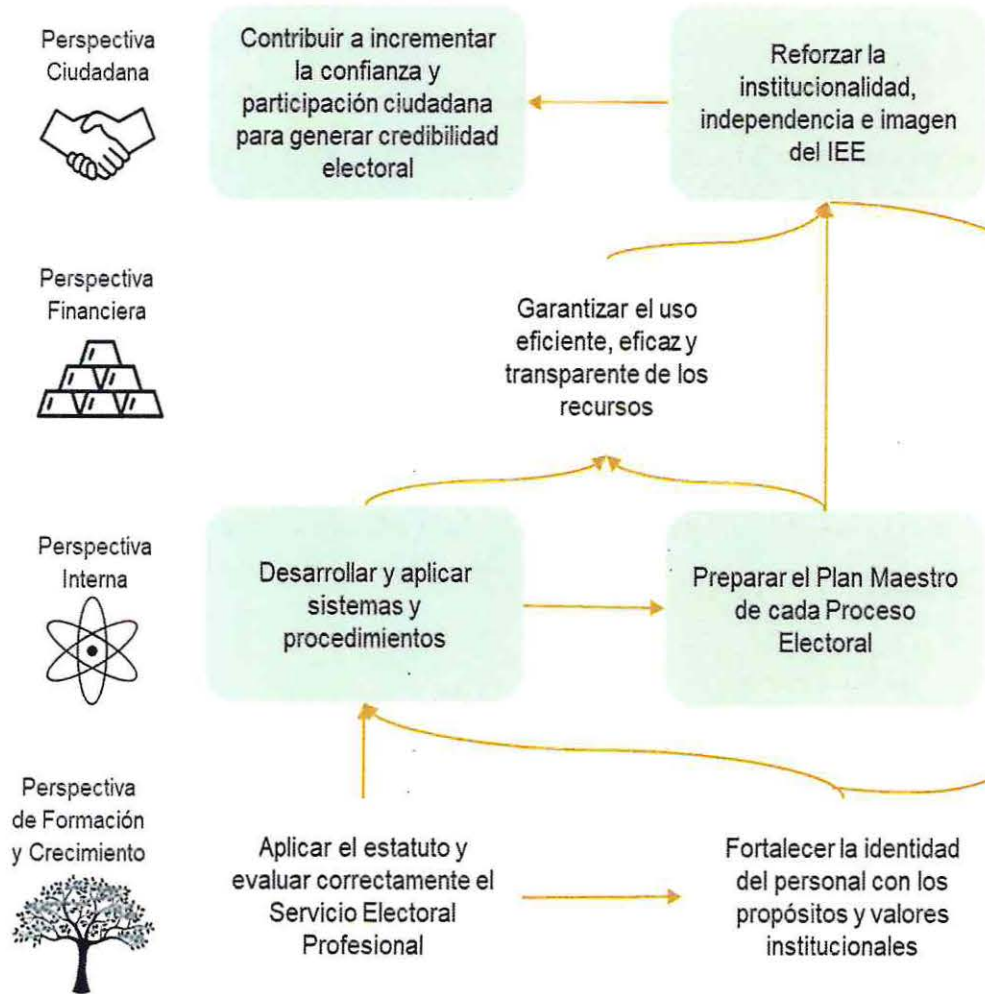 Perspectiva
Ciudadana
Contribuir a incrementar
la confianza y
participación ciudadana
para generar credibilidad
electoral
Reforzar la
institucionalidad,
independencia e imagen
del IEE
Perspectiva
Financiera
Garantizar el uso
eficiente, eficaz y
transparente de los
recursos
Perspectiva
Interna
Desarrollar y aplicar
sistemas y
procedimientos
Preparar el Plan Maestro
de cada Proceso
Electoral
Perspectiva
de Formación
y Crecimiento
Aplicar el estatuto y
evaluar correctamente el
Servicio Electoral
Profesional
Fortalecer la identidad
del personal con los
propósitos y valores
institucionales